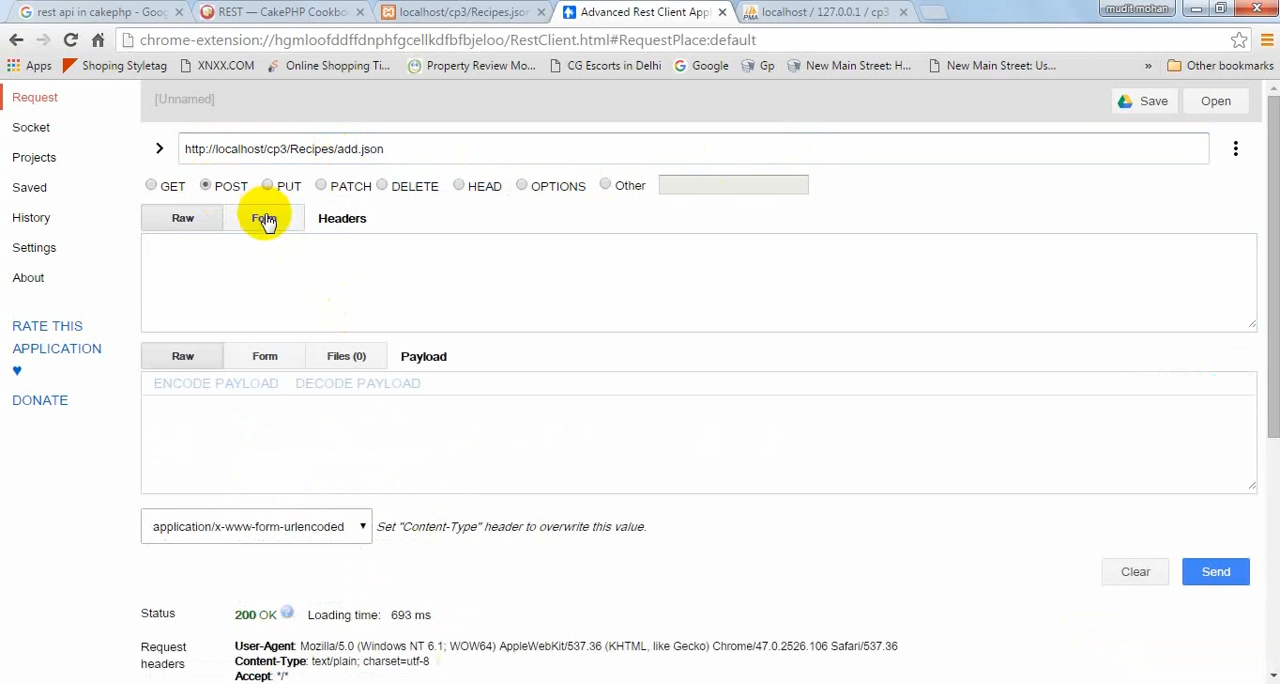 rest api in cakephp - Goog
REST — CakePHP Cookbo
localhost/cp3/Recipes.jso
Advanced Rest Client Appl
localhost / 127.0.0.1 / cp3
mudit mohan
chrome-extension://hgmloofddffdnphfgcellkdfbfbjeloo/RestClient.html#RequestPlace:default
Apps
Shoping Styletag
XNXX.COM
Online Shopping Ti...
Property Review Mo...
CG Escorts in Delhi
Google
Gp
New Main Street: H...
New Main Street: Us...
»
Other bookmarks
Request
Socket
Projects
Saved
History
Settings
About
RATE THIS
APPLICATION
♥
DONATE
[Unnamed]
Save
Open
http://localhost/cp3/Recipes/add.json
GET POST PUT PATCH DELETE HEAD OPTIONS Other
Raw Form Headers
Raw Form Files (0) Payload
ENCODE PAYLOAD DECODE PAYLOAD
application/x-www-form-urlencoded Set "Content-Type" header to overwrite this value.
Clear Send
Status 200 OK Loading time: 693 ms
Request
headers
User-Agent: Mozilla/5.0 (Windows NT 6.1; WOW64) AppleWebKit/537.36 (KHTML, like Gecko) Chrome/47.0.2526.106 Safari/537.36
Content-Type: text/plain; charset=utf-8
Accept: */*